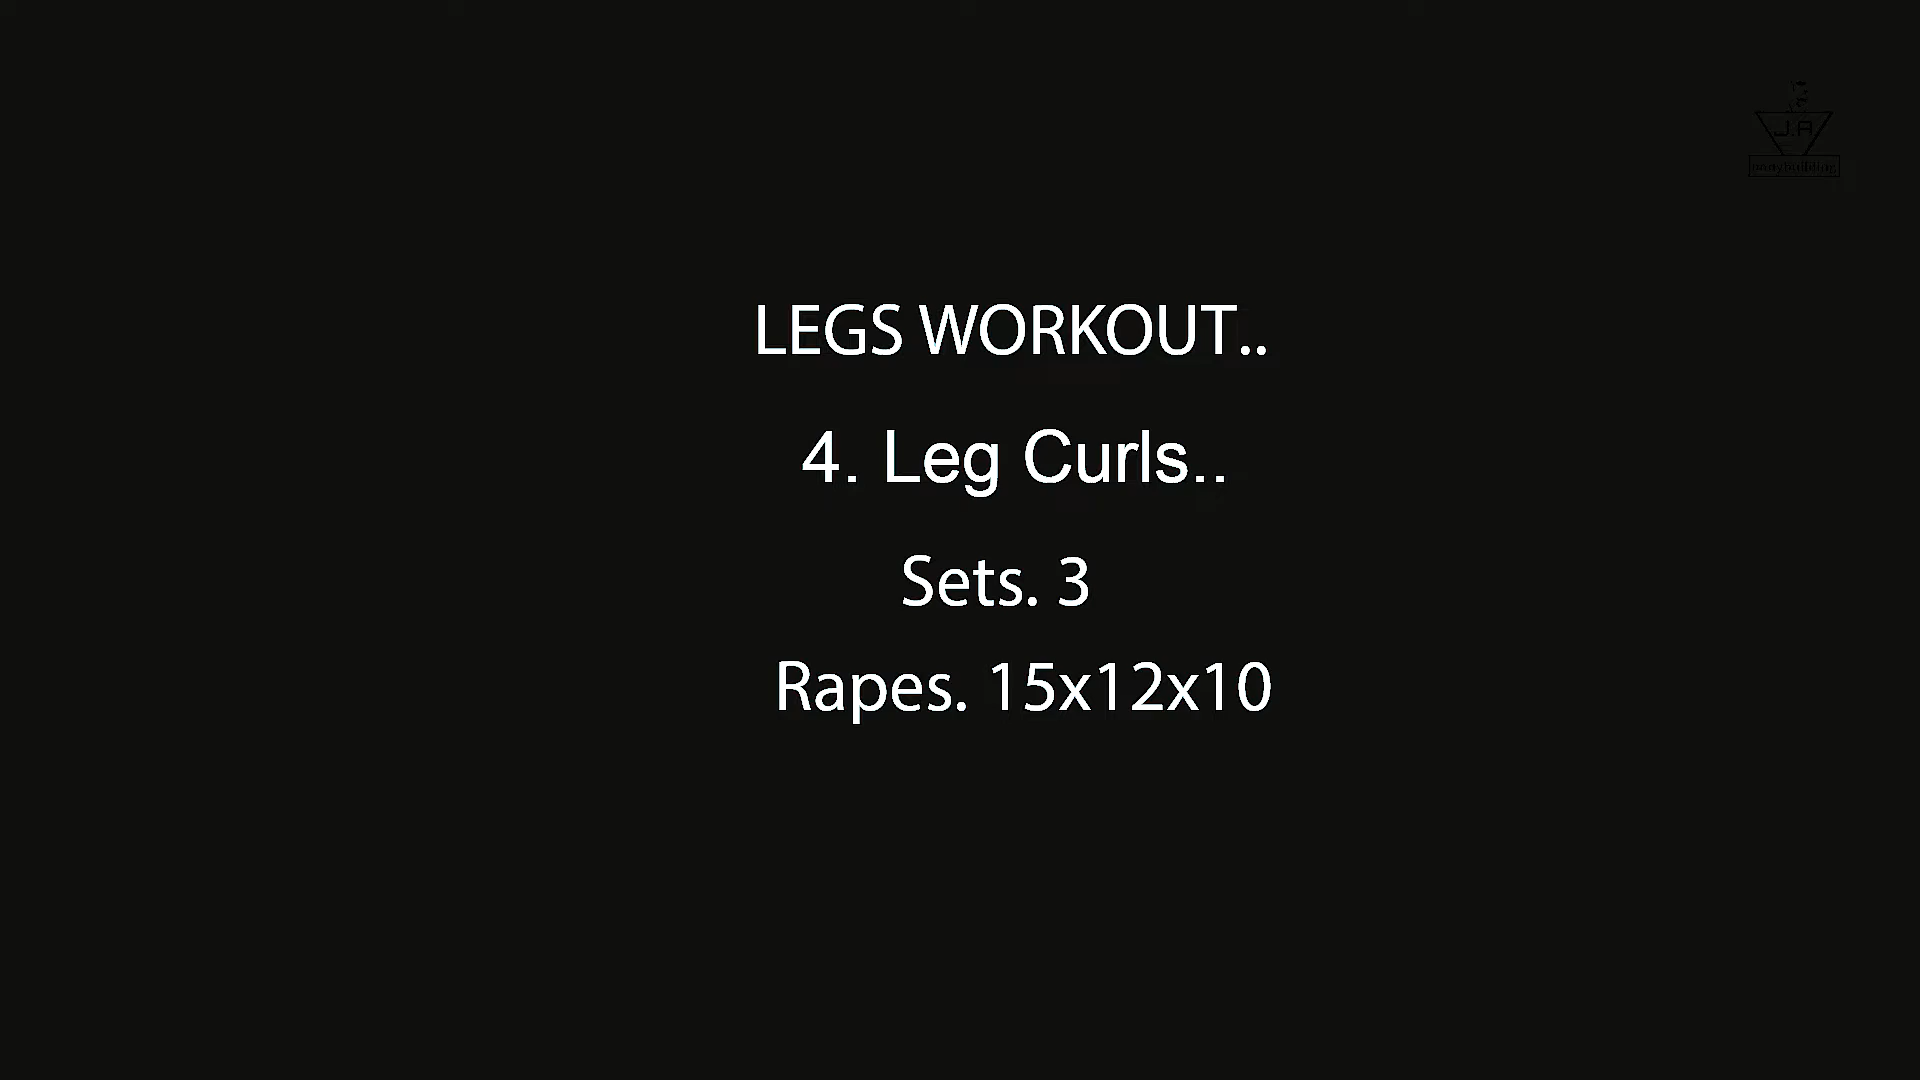 J.A
LEGS WORKOUT..
4. Leg Curls..
Sets. 3
Rapes. 15x12x10